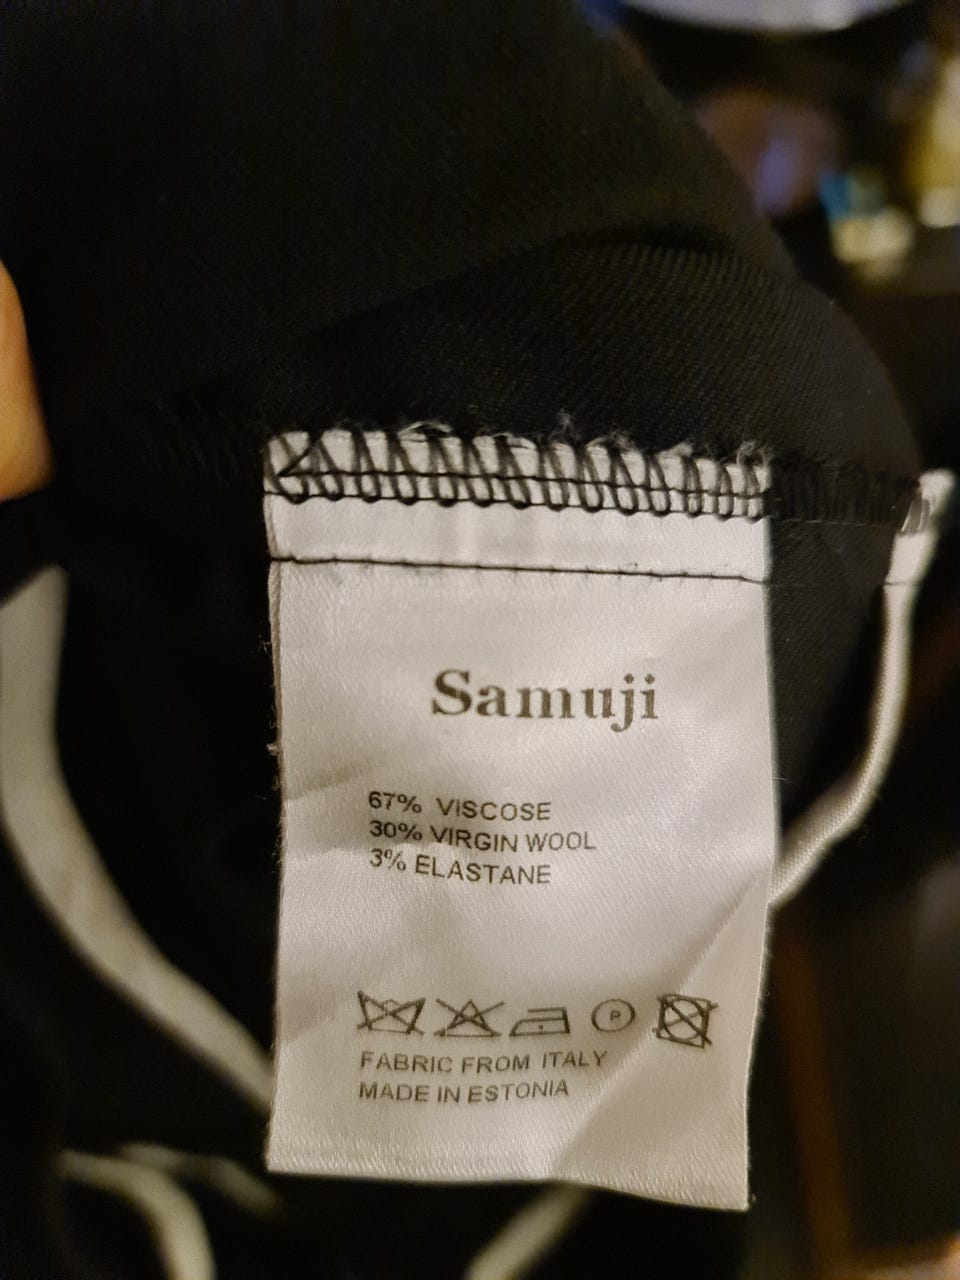 Samuji
67% VISCOSE
30% VIRGIN WOOL
3% ELASTANE
P
FABRIC FROM ITALY
MADE IN ESTONIA